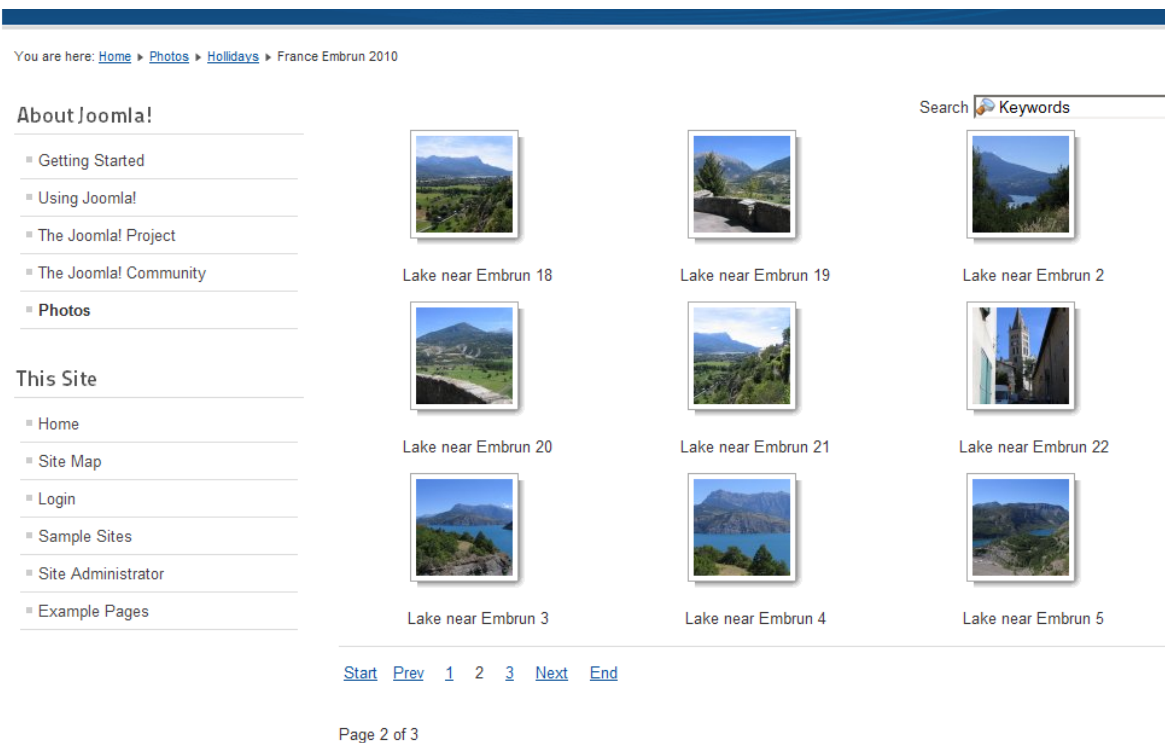 You are here: Home ▸ Photos ▸ Hollidays ▸ France Embrun 2010
About Joomla!
Getting Started
Using Joomla!
The Joomla! Project
The Joomla! Community
Photos
This Site
Home
Site Map
Login
Sample Sites
Site Administrator
Example Pages
Search Keywords
Lake near Embrun 18 Lake near Embrun 19 Lake near Embrun 2
Lake near Embrun 20 Lake near Embrun 21 Lake near Embrun 22
Lake near Embrun 3 Lake near Embrun 4 Lake near Embrun 5
Start Prev 1 2 3 Next End
Page 2 of 3